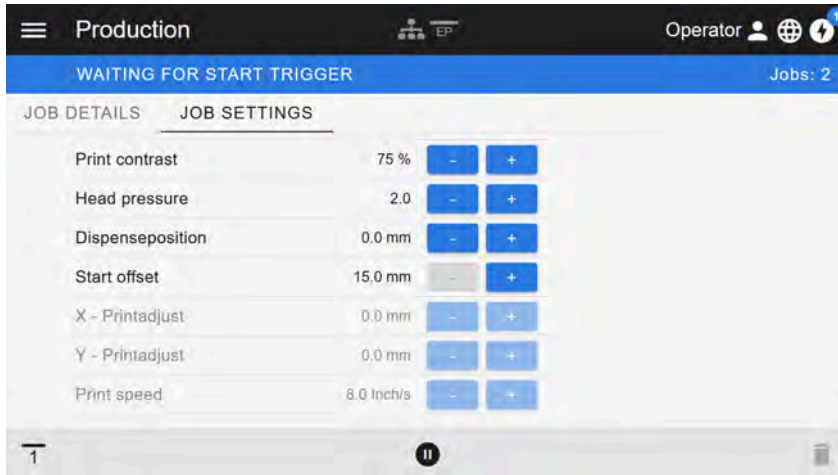 Production EP Operator 1
WAITING FOR START TRIGGER Jobs: 2
JOB DETAILS JOB SETTINGS
Print contrast 75 % - +
Head pressure 2.0 - +
Dispenseposition 0.0 mm - +
Start offset 15.0 mm - +
X - Printadjust 0.0 mm - +
Y - Printadjust 0.0 mm - +
Print speed 8.0 Inch/s - +
1